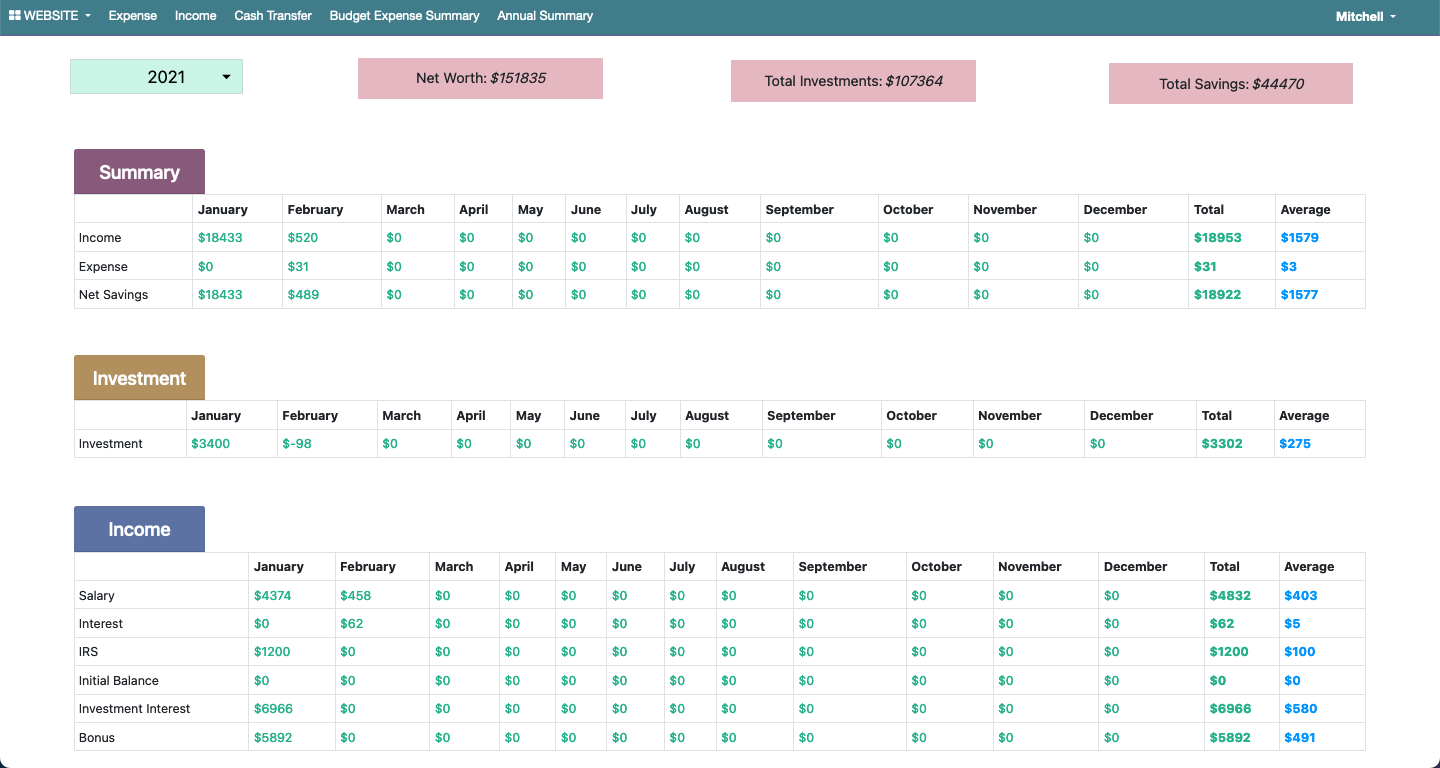 WEBSITE Expense Income Cash Transfer Budget Expense Summary Annual Summary Mitchell
2021 Net Worth: $151835 Total Investments: $107364 Total Savings: $44470
Summary
January February March April May June July August September October November December Total Average
Income $18433 $520 $0 $0 $0 $0 $0 $0 $0 $0 $0 $0 $18953 $1579
Expense $0 $31 $0 $0 $0 $0 $0 $0 $0 $0 $0 $0 $31 $3
Net Savings $18433 $489 $0 $0 $0 $0 $0 $0 $0 $0 $0 $0 $18922 $1577
Investment
January February March April May June July August September October November December Total Average
Investment $3400 $-98 $0 $0 $0 $0 $0 $0 $0 $0 $0 $0 $3302 $275
Income
January February March April May June July August September October November December Total Average
Salary $4374 $458 $0 $0 $0 $0 $0 $0 $0 $0 $0 $0 $4832 $403
Interest $0 $62 $0 $0 $0 $0 $0 $0 $0 $0 $0 $0 $62 $5
IRS $1200 $0 $0 $0 $0 $0 $0 $0 $0 $0 $0 $0 $1200 $100
Initial Balance $0 $0 $0 $0 $0 $0 $0 $0 $0 $0 $0 $0 $0 $0
Investment Interest $6966 $0 $0 $0 $0 $0 $0 $0 $0 $0 $0 $0 $6966 $580
Bonus $5892 $0 $0 $0 $0 $0 $0 $0 $0 $0 $0 $0 $5892 $491